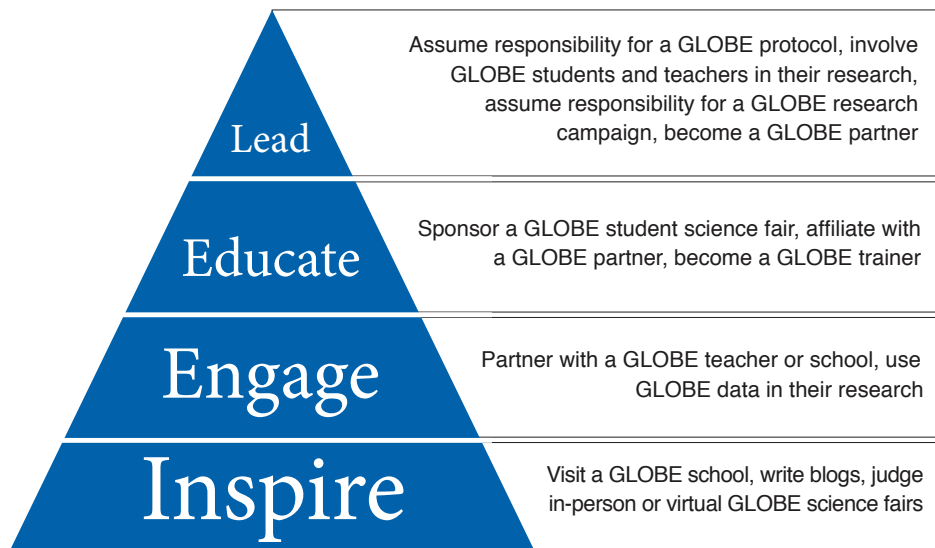 Assume responsibility for a GLOBE protocol, involve
GLOBE students and teachers in their research,
assume responsibility for a GLOBE research
campaign, become a GLOBE partner
Lead
Sponsor a GLOBE student science fair, affiliate with
a GLOBE partner, become a GLOBE trainer
Educate
Partner with a GLOBE teacher or school, use
GLOBE data in their research
Engage
Visit a GLOBE school, write blogs, judge
in-person or virtual GLOBE science fairs
Inspire